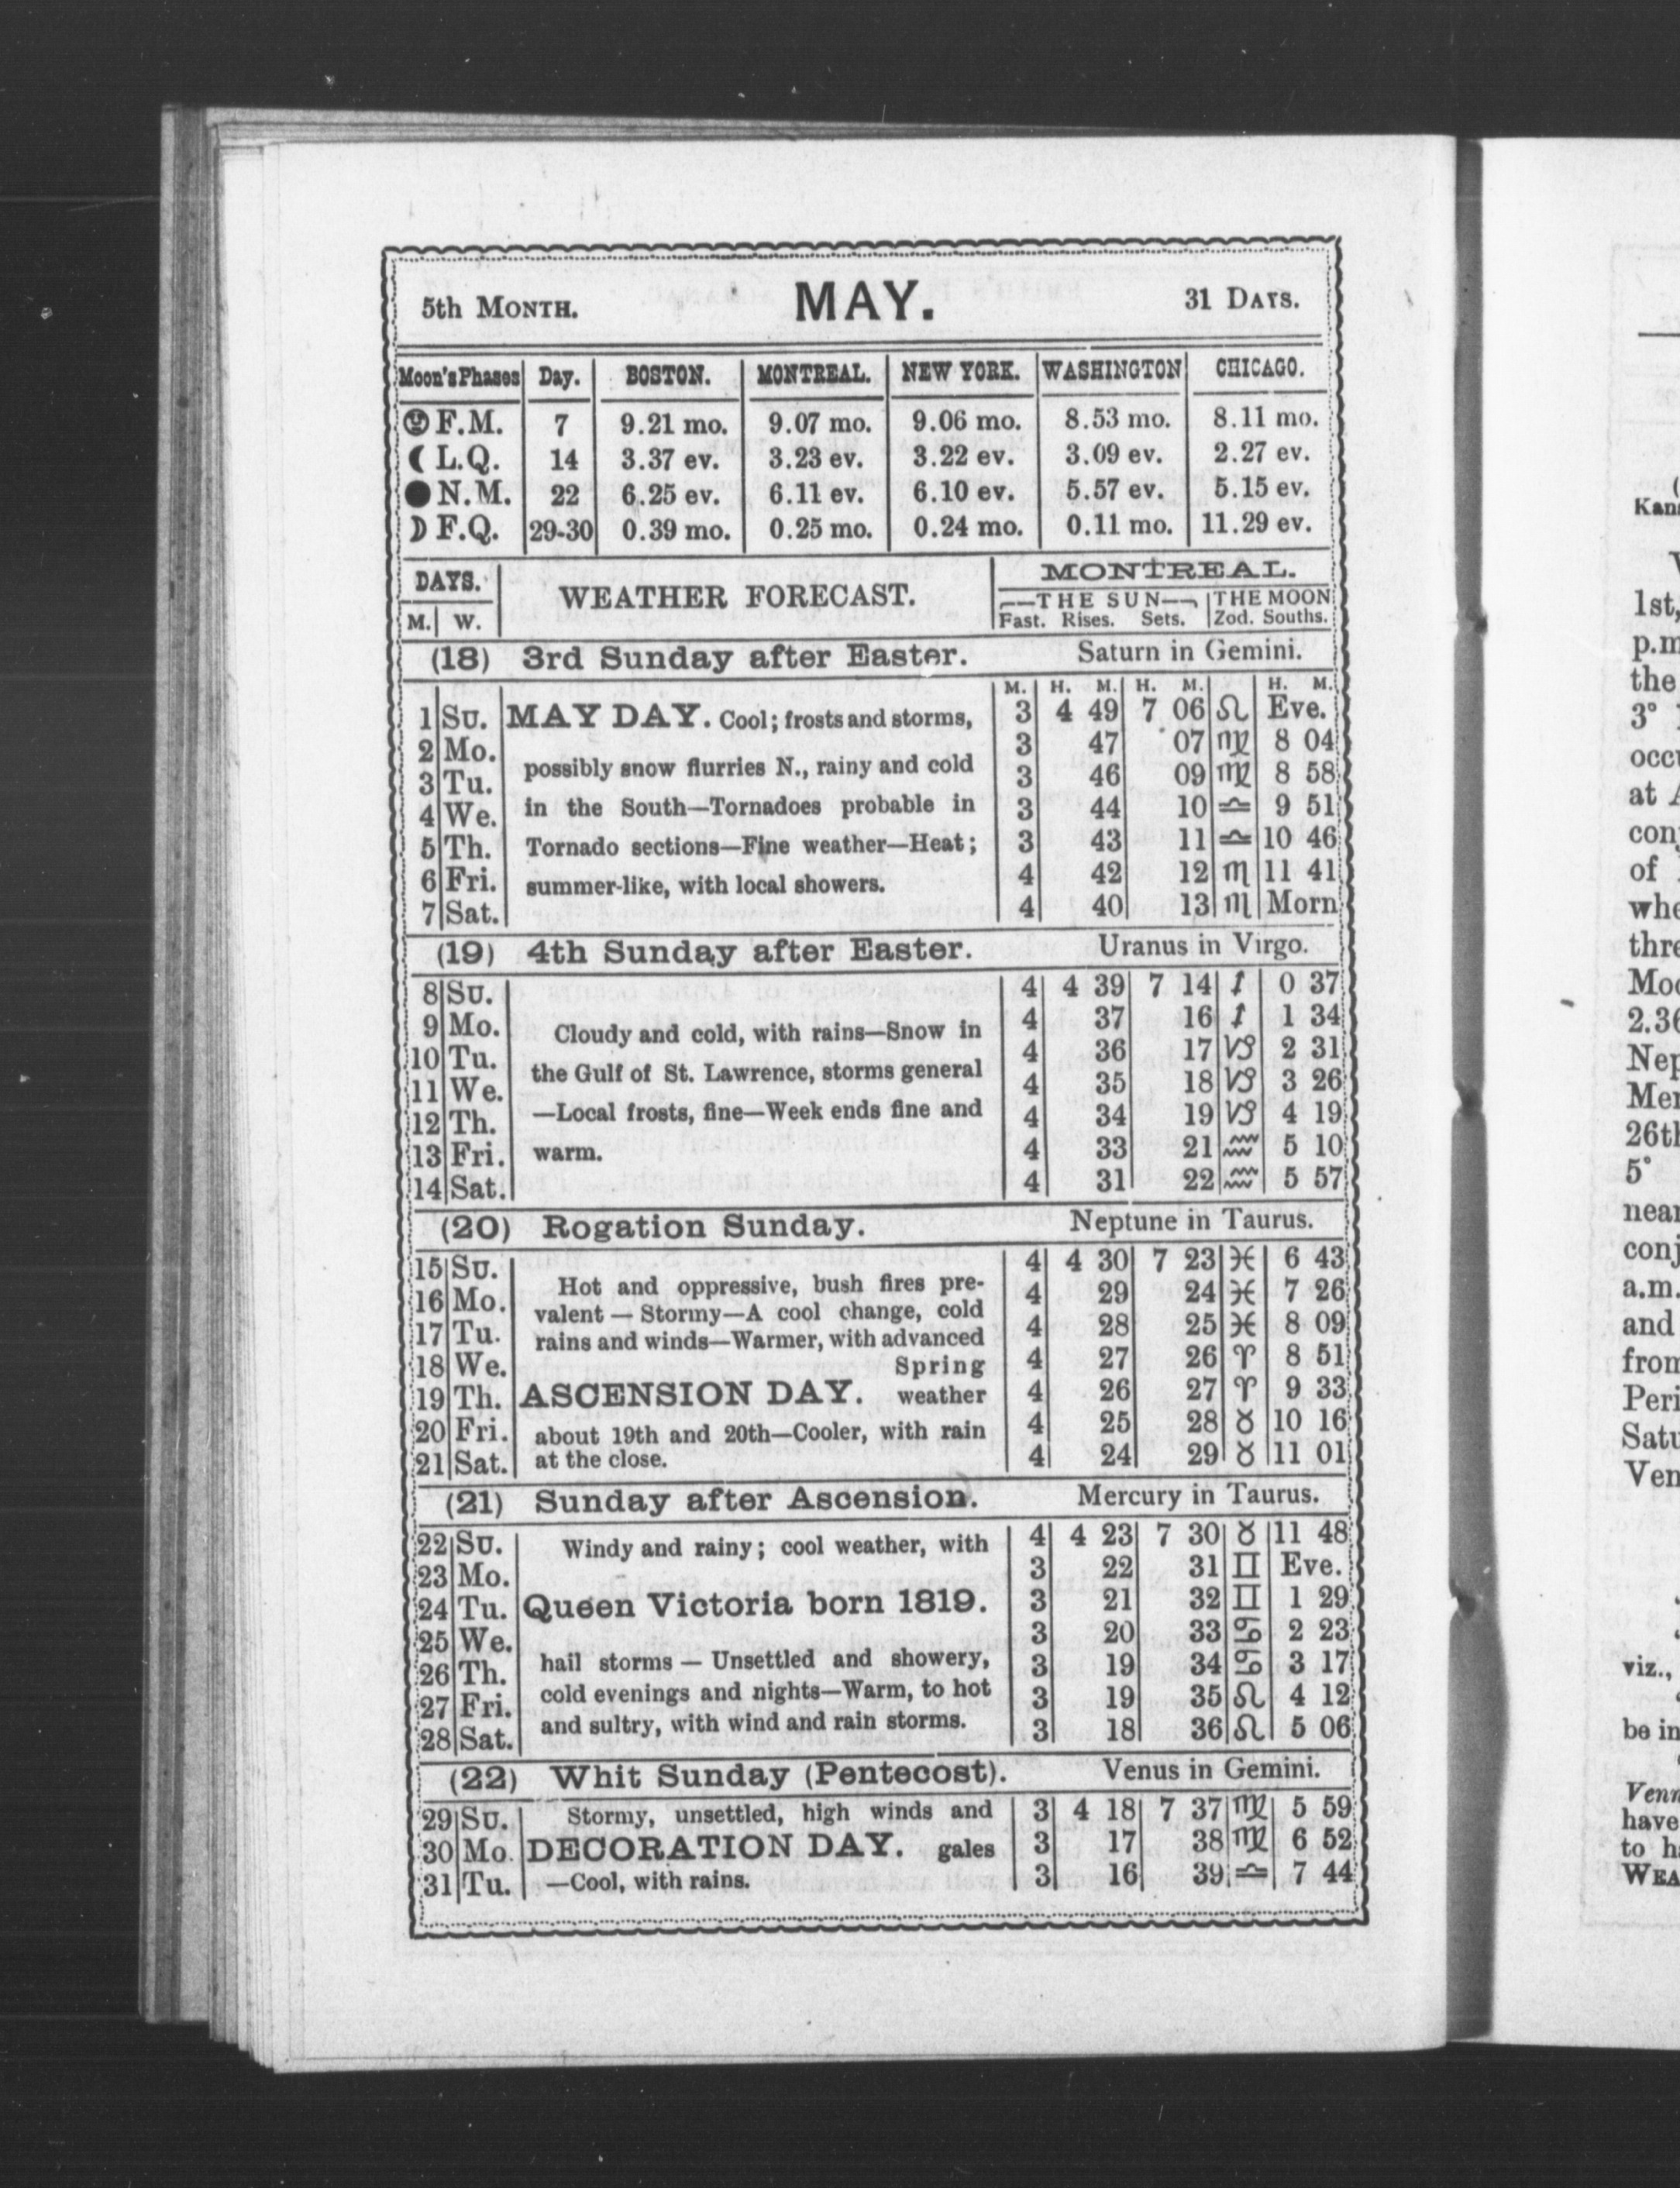 5th MONTH. MAY. 31 DAYS.
Moon's Phases Day. BOSTON. MONTREAL. NEW YORK. WASHINGTON CHICAGO.
F.M. 7 9.21 mo. 9.07 mo. 9.06 mo. 8.53 mo. 8.11 mo.
☾ L.Q. 14 3.37 ev. 3.23 ev. 3.22 ev. 3.09 ev. 2.27 ev.
● N.M. 22 6.25 ev. 6.11 ev. 6.10 ev. 5.57 ev. 5.15 ev.
☽ F.Q. 29-30 0.39 mo. 0.25 mo. 0.24 mo. 0.11 mo. 11.29 ev.
DAYS. WEATHER FORECAST. MONTREAL.
THE SUN THE MOON
M. W. Fast. Rises. Sets. Zod. Souths.
(18) 3rd Sunday after Easter. Saturn in Gemini.
M. H. M. H. M. H. M.
1 SU. MAY DAY. Cool; frosts and storms, 3 4 49 7 06 ♌ Eve.
2 Mo. 3 47 07 ♍ 8 04
3 Tu. possibly snow flurries N., rainy and cold 3 46 09 ♍ 8 58
4 We. in the South—Tornadoes probable in 3 44 10 ♎ 9 51
5 Th. Tornado sections—Fine weather—Heat; 3 43 11 ♎ 10 46
6 Fri. summer-like, with local showers. 4 42 12 ♏ 11 41
7 Sat. 4 40 13 ♏ Morn
(19) 4th Sunday after Easter. Uranus in Virgo.
8 SU. 4 4 39 7 14 ♐ 0 37
9 Mo. Cloudy and cold, with rains—Snow in 4 37 16 ♐ 1 34
10 Tu. the Gulf of St. Lawrence, storms general 4 36 17 ♑ 2 31
11 We. 4 35 18 ♑ 3 26
12 Th. —Local frosts, fine—Week ends fine and 4 34 19 ♑ 4 19
13 Fri. warm. 4 33 21 ♒ 5 10
14 Sat. 4 31 22 ♒ 5 57
(20) Rogation Sunday. Neptune in Taurus.
15 SU. Hot and oppressive, bush fires pre- 4 4 30 7 23 ♓ 6 43
16 Mo. valent — Stormy—A cool change, cold 4 29 24 ♓ 7 26
17 Tu. rains and winds—Warmer, with advanced 4 28 25 ♓ 8 09
18 We. Spring 4 27 26 ♈ 8 51
19 Th. ASCENSION DAY. weather 4 26 27 ♈ 9 33
20 Fri. about 19th and 20th—Cooler, with rain 4 25 28 ♉ 10 16
21 Sat. at the close. 4 24 29 ♉ 11 01
(21) Sunday after Ascension. Mercury in Taurus.
22 SU. Windy and rainy; cool weather, with 4 4 23 7 30 ♉ 11 48
23 Mo. 3 22 31 ♊ Eve.
24 Tu. Queen Victoria born 1819. 3 21 32 ♊ 1 29
25 We. 3 20 33 ♋ 2 23
26 Th. hail storms — Unsettled and showery, 3 19 34 ♋ 3 17
27 Fri. cold evenings and nights—Warm, to hot 3 19 35 ♌ 4 12
28 Sat. and sultry, with wind and rain storms. 3 18 36 ♌ 5 06
(22) Whit Sunday (Pentecost). Venus in Gemini.
29 SU. Stormy, unsettled, high winds and 3 4 18 7 37 ♍ 5 59
30 Mo. DECORATION DAY. gales 3 17 38 ♍ 6 52
31 Tu. —Cool, with rains. 3 16 39 ♎ 7 44
1st,
p.m
the
3°
at
of
2.36
26th
5°
a.m.
and
from
viz.,
be in
have